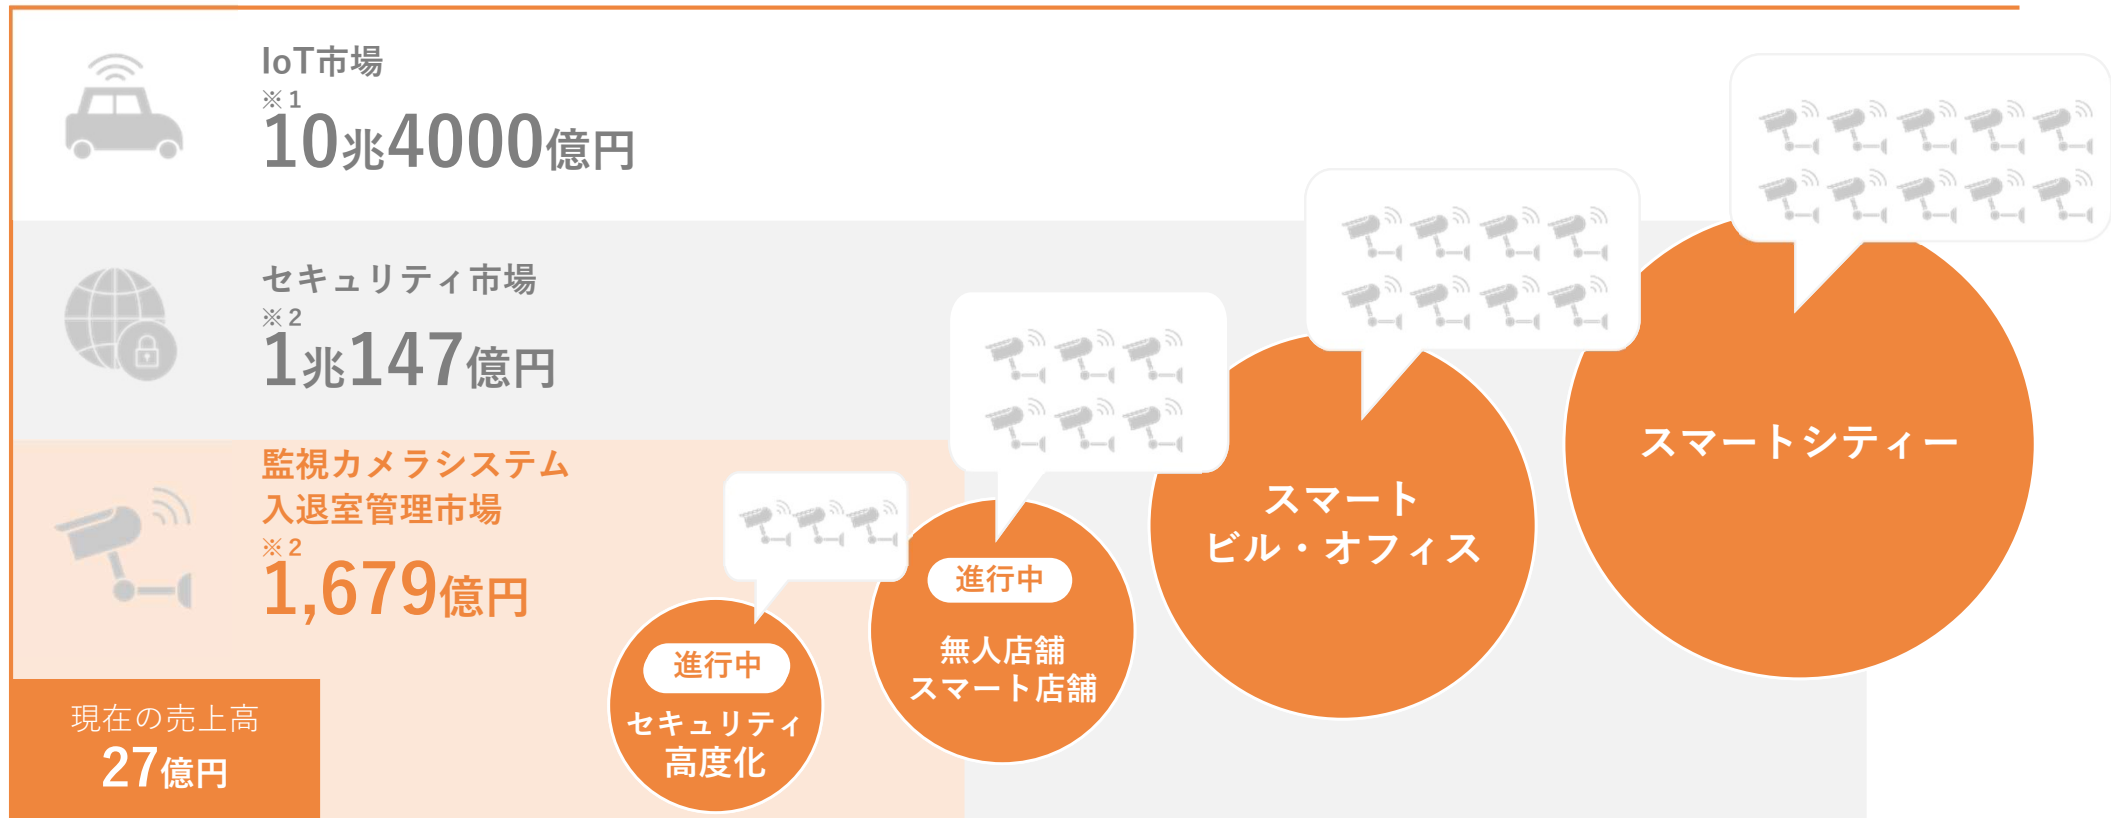 IoT市場
※1
10兆4000億円
セキュリティ市場
※2
1兆147億円
監視カメラシステム
入退室管理市場
※2
1,679億円
現在の売上高
27億円
進行中
セキュリティ
高度化
進行中
無人店舗
スマート店舗
スマート
ビル・オフィス
スマートシティー